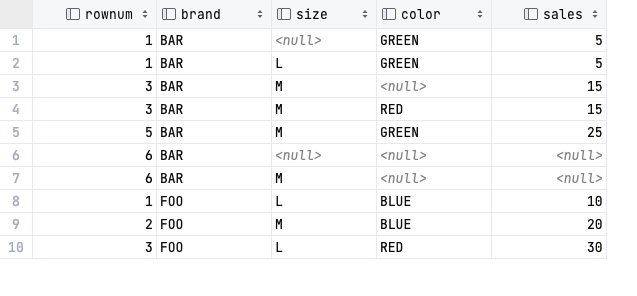 rownum brand size color sales
1 1 BAR <null> GREEN 5
2 1 BAR L GREEN 5
3 3 BAR M <null> 15
4 3 BAR M RED 15
5 5 BAR M GREEN 25
6 6 BAR <null> <null> <null>
7 6 BAR M <null> <null>
8 1 FOO L BLUE 10
9 2 FOO M BLUE 20
10 3 FOO L RED 30